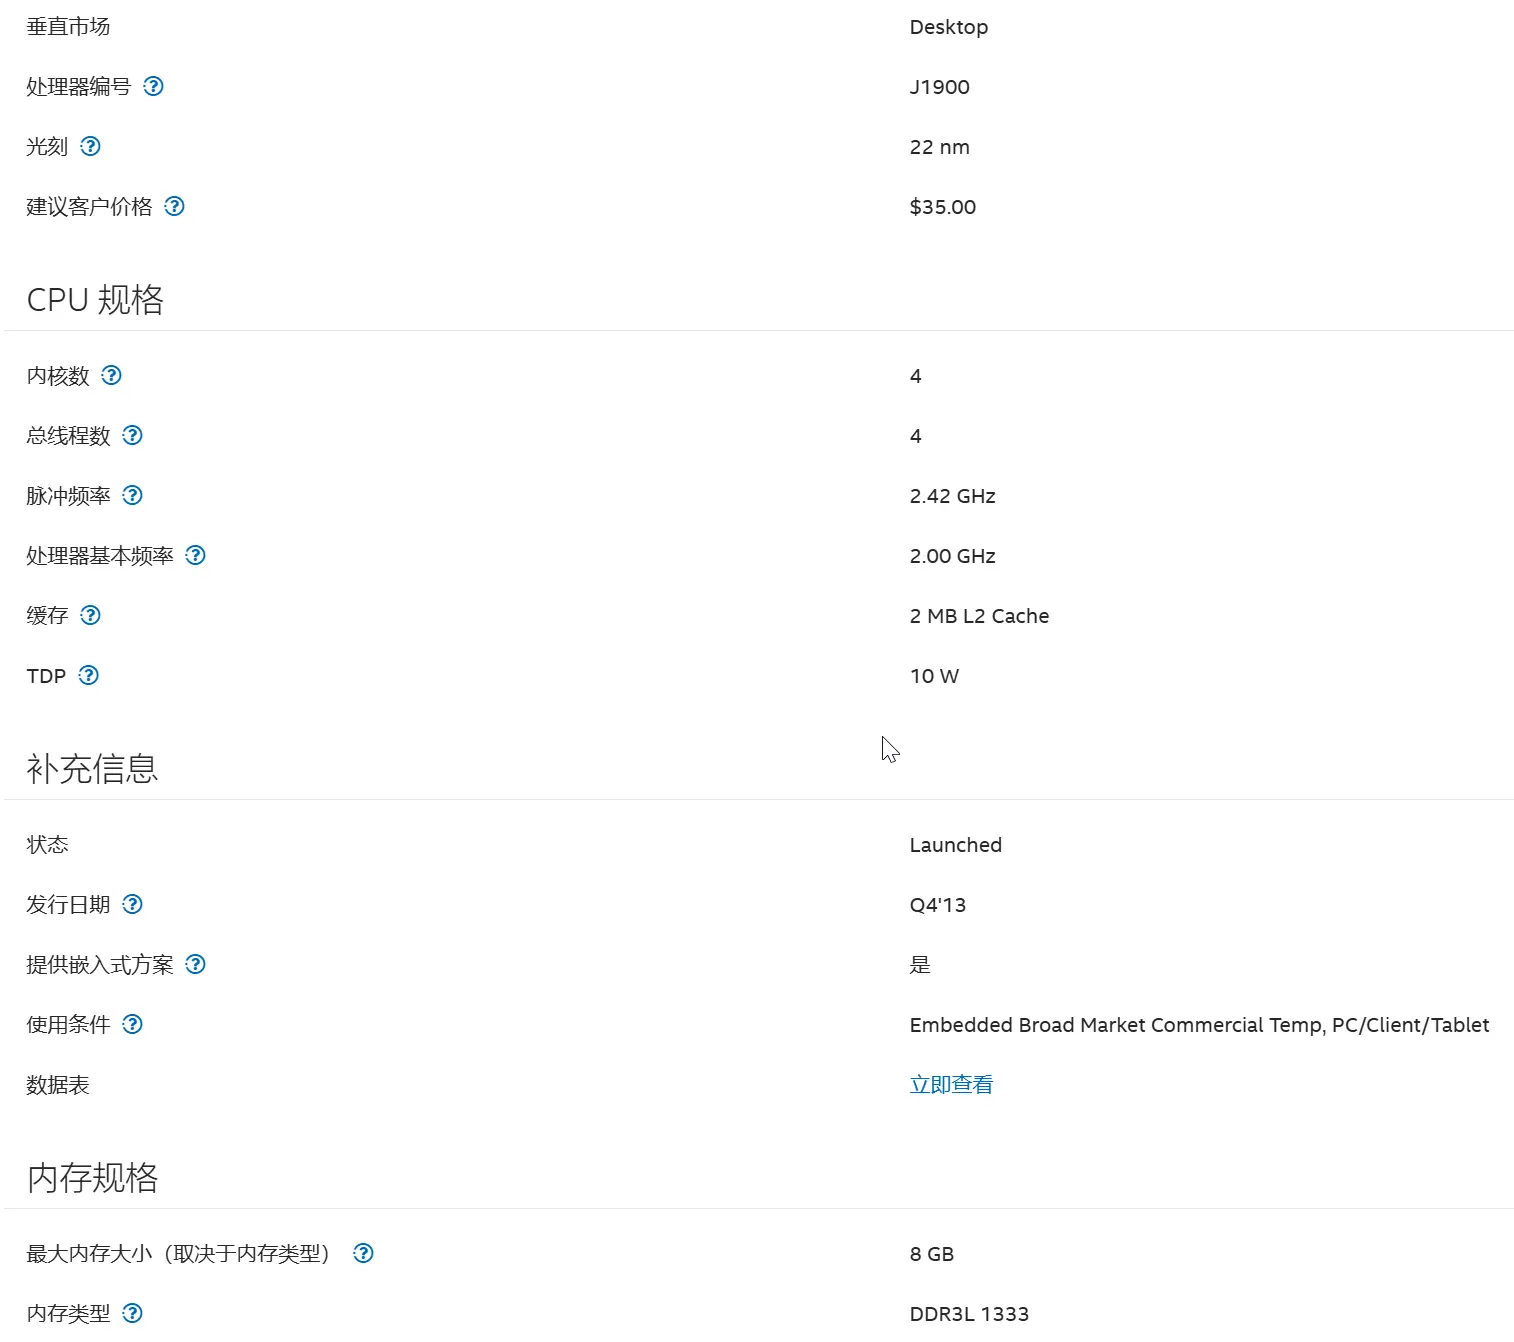 垂直市场 Desktop
处理器编号 J1900
光刻 22 nm
建议客户价格 $35.00
CPU 规格
内核数 4
总线程数 4
脉冲频率 2.42 GHz
处理器基本频率 2.00 GHz
缓存 2 MB L2 Cache
TDP 10 W
补充信息
状态 Launched
发行日期 Q4'13
提供嵌入式方案 是
使用条件 Embedded Broad Market Commercial Temp, PC/Client/Tablet
数据表 立即查看
内存规格
最大内存大小（取决于内存类型） 8 GB
内存类型 DDR3L 1333